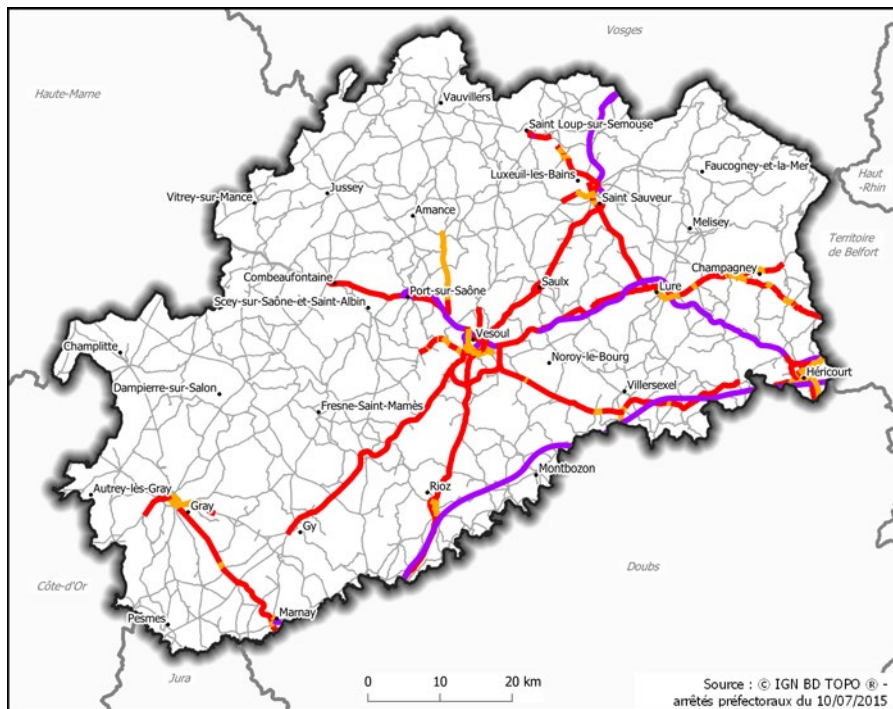 Vosges
Haute-Marne
Vauvillers
Saint Loup-sur-Semouse
Faucogney-et-la-Mer
Haut
-Rhin
Luxeuil-les-Bains
Jussey
Vitrey-sur-Mance
Saint Sauveur
Amance
Melisey
Territoire
de Belfort
Champagney
Combeaufontaine
Port-sur-Saône
Saulx
Lure
Scey-sur-Saône-et-Saint-Albin
Vesoul
Champlitte
Noroy-le-Bourg
Héricourt
Dampierre-sur-Salon
Villersexel
Fresne-Saint-Mamès
Montbozon
Autrey-lès-Gray
Rioz
Gray
Gy
Doubs
Côte-d'Or
Marnay
Pesmes
Jura
0 10 20 km
Source : © IGN BD TOPO ® -
arrêtés préfectoraux du 10/07/2015